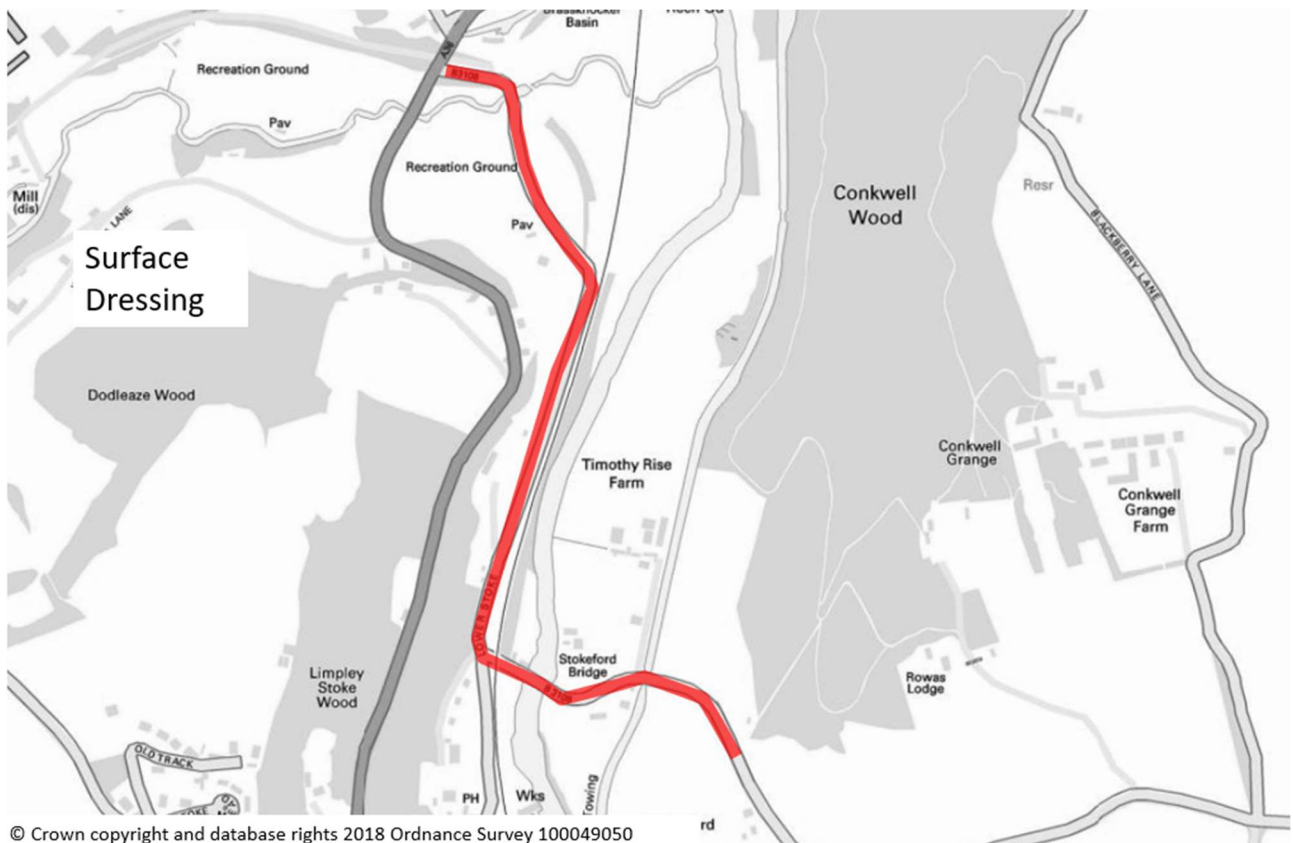 Brassknocker
Basin
Recreation Ground
B3108
Pav
Recreation Ground
Mill
(dis)
LANE
Pav
Conkwell
Wood
Resr
BLACKBERRY LANE
Surface
Dressing
Dodleaze Wood
Timothy Rise
Farm
Conkwell
Grange
Conkwell
Grange
Farm
LOWER STOKE
Stokeford
Bridge
B3108
Limpley
Stoke
Wood
Rowas
Lodge
OLD TRACK
PH
Wks
Towing
rd
© Crown copyright and database rights 2018 Ordnance Survey 100049050